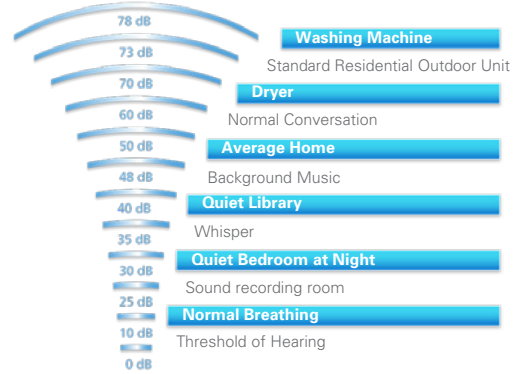 78 dB
Washing Machine
73 dB
Standard Residential Outdoor Unit
70 dB
Dryer
60 dB
Normal Conversation
50 dB
Average Home
48 dB
Background Music
40 dB
Quiet Library
35 dB
Whisper
30 dB
Quiet Bedroom at Night
25 dB
Sound recording room
10 dB
Normal Breathing
0 dB
Threshold of Hearing